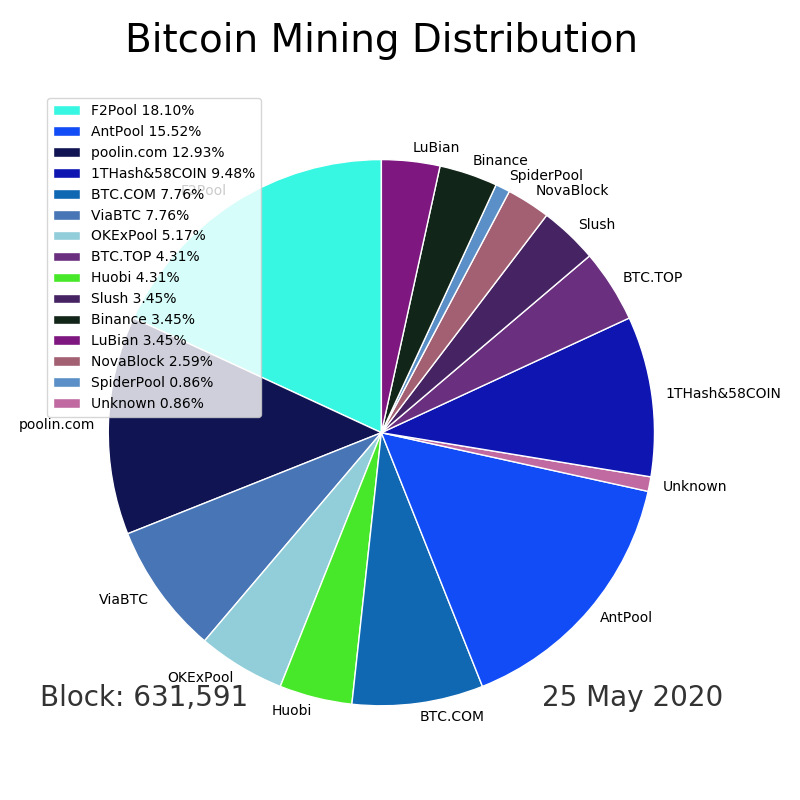 Bitcoin Mining Distribution
F2Pool 18.10%
AntPool 15.52%
poolin.com 12.93%
1THash&58COIN 9.48%
BTC.COM 7.76%
ViaBTC 7.76%
OKExPool 5.17%
BTC.TOP 4.31%
Huobi 4.31%
Slush 3.45%
Binance 3.45%
LuBian 3.45%
NovaBlock 2.59%
SpiderPool 0.86%
Unknown 0.86%
F2Pool
LuBian
Binance
SpiderPool
NovaBlock
Slush
BTC.TOP
1THash&58COIN
Unknown
AntPool
BTC.COM
Huobi
OKExPool
ViaBTC
poolin.com
Block: 631,591
25 May 2020